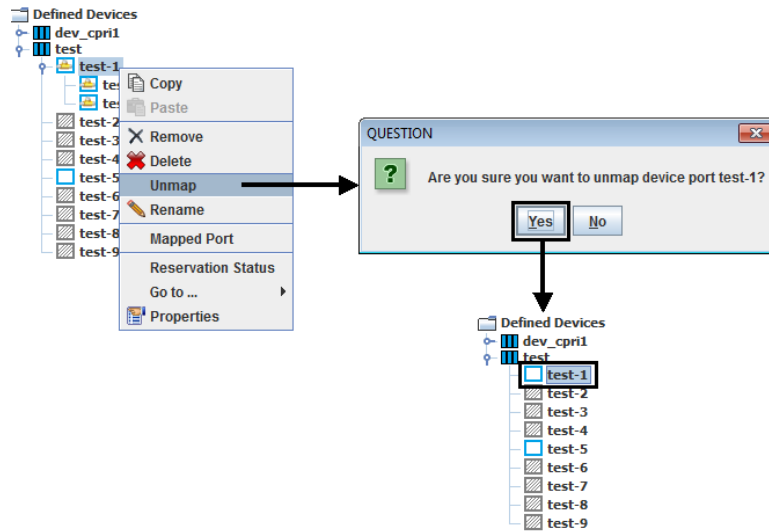 Defined Devices
dev_cpri1
test
test-1
te
te
test-2
test-3
test-4
test-5
test-6
test-7
test-8
test-9
Copy
Paste
Remove
Delete
Unmap
Rename
Mapped Port
Reservation Status
Go to ...
Properties
QUESTION
?
Are you sure you want to unmap device port test-1?
Yes
No
Defined Devices
dev_cpri1
test
test-1
test-2
test-3
test-4
test-5
test-6
test-7
test-8
test-9